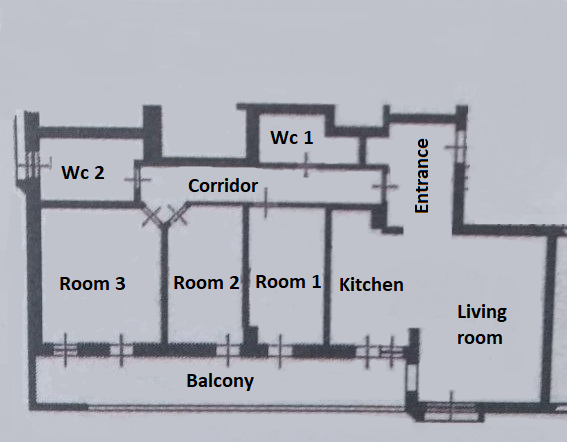 Wc 1
Wc 2
Corridor
Entrance
Room 3
Room 2
Room 1
Kitchen
Living
room
Balcony